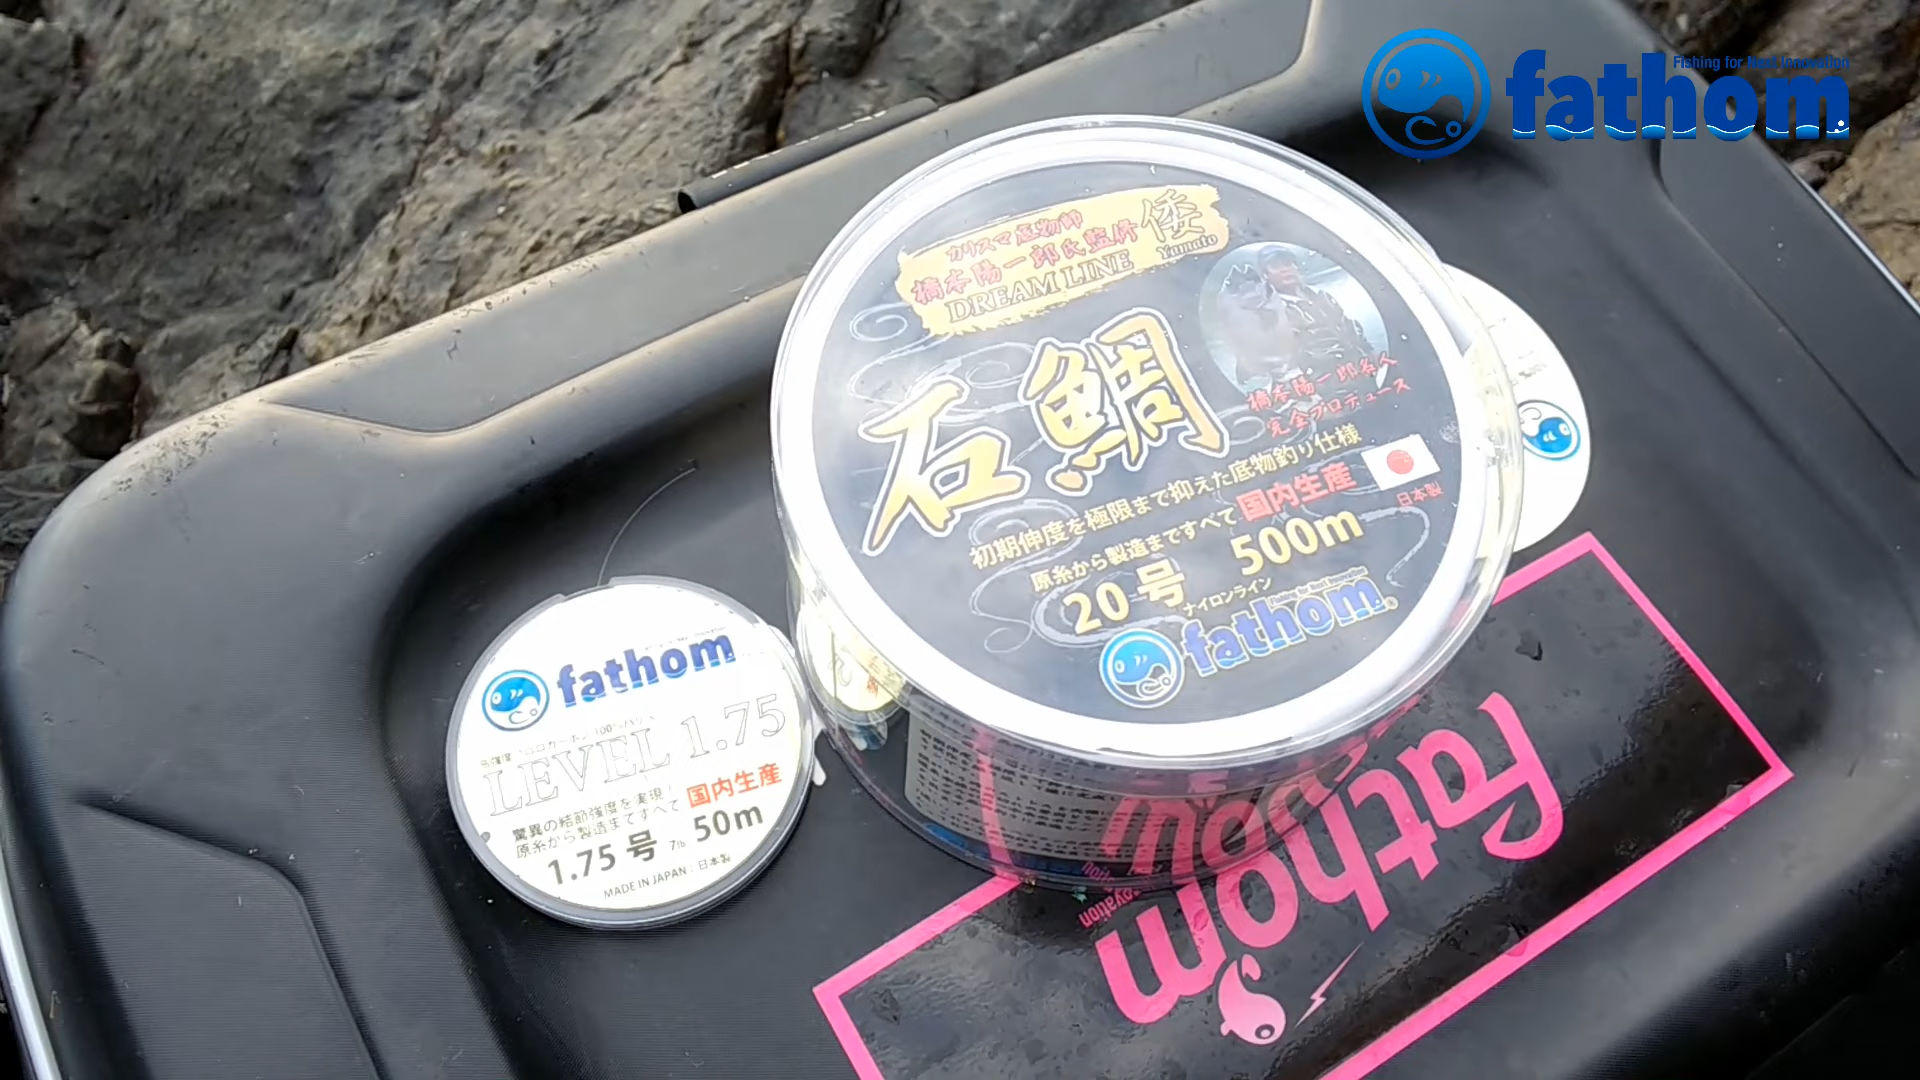 Fishing for Next Innovation
fathom
カリスマ底物師
橋本陽一郎氏監修
DREAM LINE
倭
Yamato
石鯛
橋本陽一郎名人
完全プロデュース
初期伸度を極限まで抑えた底物釣り仕様
原糸から製造まですべて 国内生産
日本製
20号 500m
ナイロンライン
fathom
fathom
LEVEL 1.75
驚異の結節強度を実現!
原糸から製造まですべて 国内生産
1.75号 7lb 50m
MADE IN JAPAN : 日本製
fathom